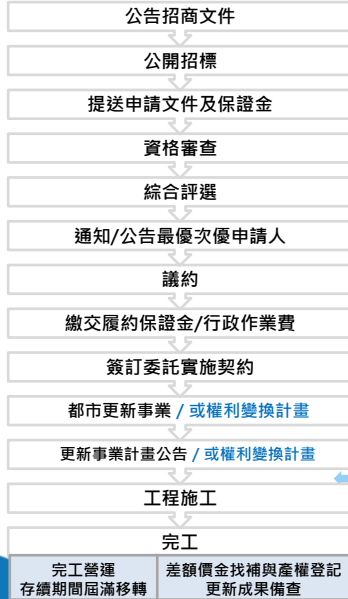 公告招商文件
公開招標
提送申請文件及保證金
資格審查
綜合評選
通知/公告最優次優申請人
議約
繳交履約保證金/行政作業費
簽訂委託實施契約
都市更新事業 / 或權利變換計畫
更新事業計畫公告 / 或權利變換計畫
工程施工
完工
完工營運
存續期間屆滿移轉
差額價金找補與產權登記
更新成果備查